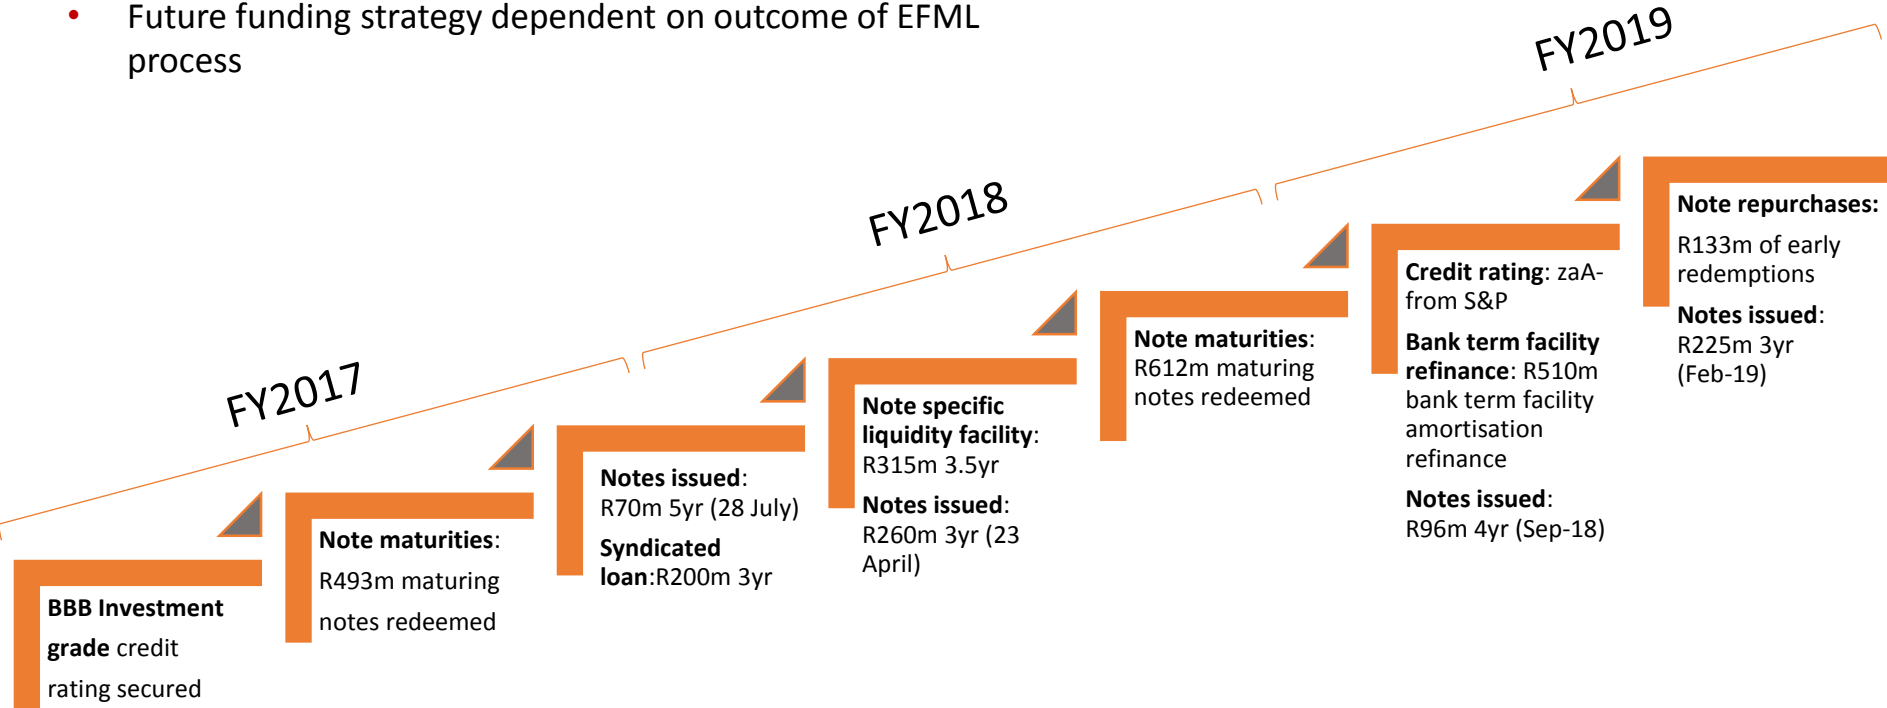 • Future funding strategy dependent on outcome of EFML
process
FY2017
FY2018
FY2019
BBB Investment
grade credit
rating secured
Note maturities:
R493m maturing
notes redeemed
Notes issued:
R70m 5yr (28 July)
Syndicated
loan:R200m 3yr
Note specific
liquidity facility:
R315m 3.5yr
Notes issued:
R260m 3yr (23
April)
Note maturities:
R612m maturing
notes redeemed
Credit rating: zaA-
from S&P
Bank term facility
refinance: R510m
bank term facility
amortisation
refinance
Notes issued:
R96m 4yr (Sep-18)
Note repurchases:
R133m of early
redemptions
Notes issued:
R225m 3yr
(Feb-19)